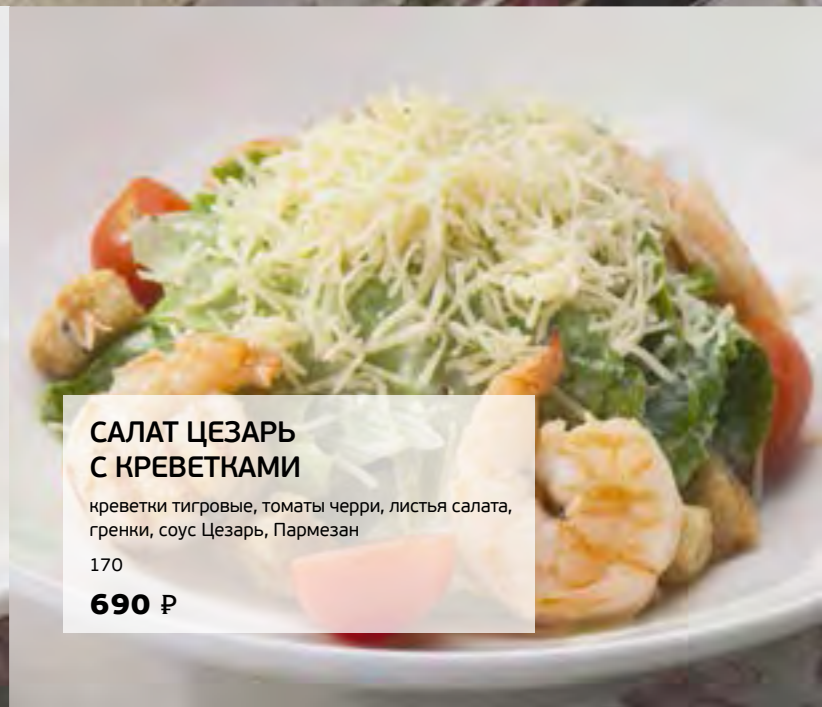 САЛАТ ЦЕЗАРЬ
С КРЕВЕТКАМИ
креветки тигровые, томаты черри, листья салата,
гренки, соус Цезарь, Пармезан
170
690 ₽